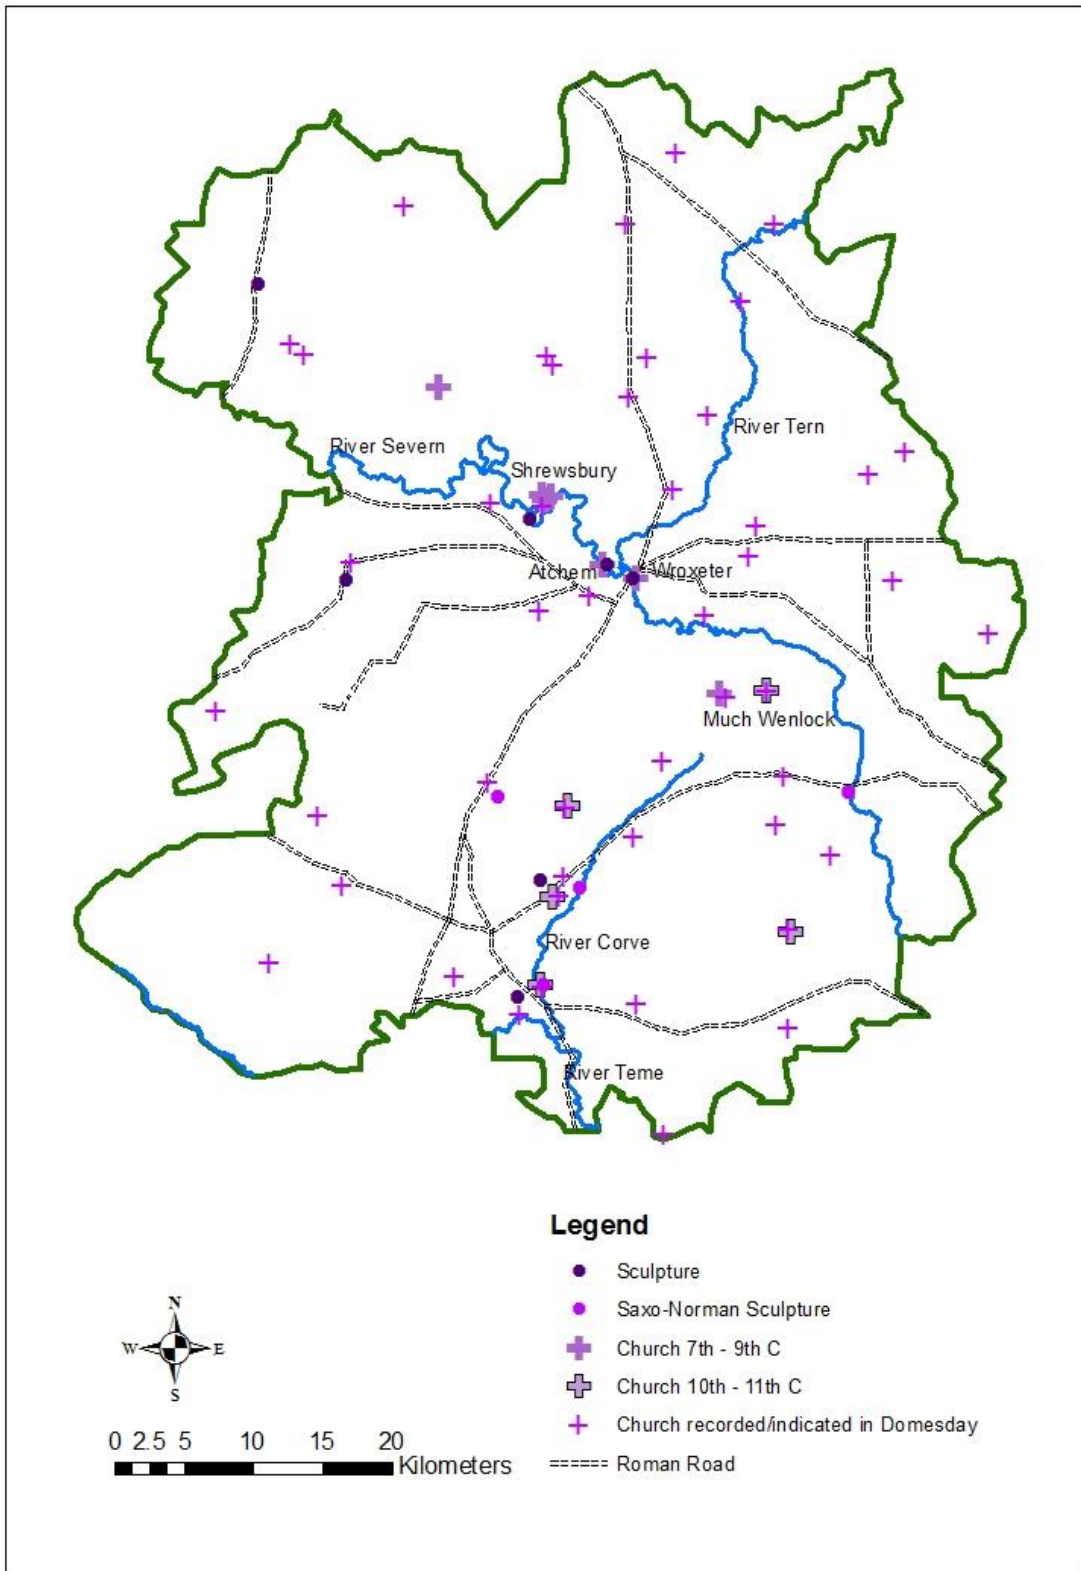 River Severn
Shrewsbury
River Tern
Atchem
Wroxeter
Much Wenlock
River Corve
River Teme
Legend
Sculpture
Saxo-Norman Sculpture
Church 7th - 9th C
Church 10th - 11th C
Church recorded/indicated in Domesday
Roman Road
N
W E
S
0 2.5 5 10 15 20
Kilometers